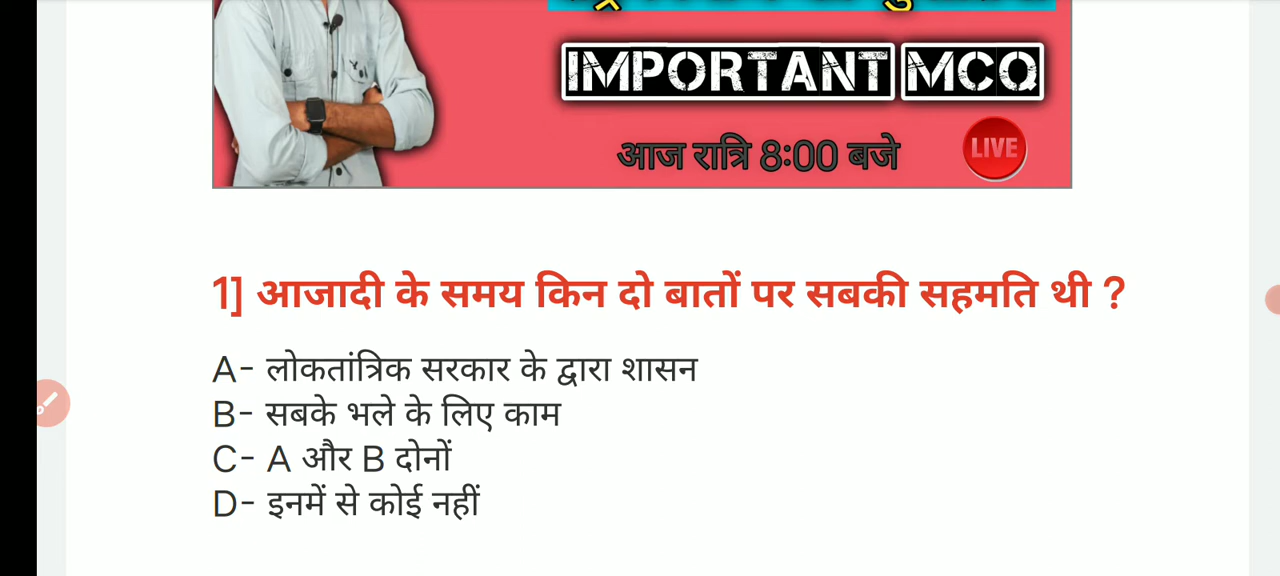 IMPORTANT MCQ
आज रात्रि 8:00 बजे
LIVE
1] आजादी के समय किन दो बातों पर सबकी सहमति थी ?
A- लोकतांत्रिक सरकार के द्वारा शासन
B- सबके भले के लिए काम
C- A और B दोनों
D- इनमें से कोई नहीं